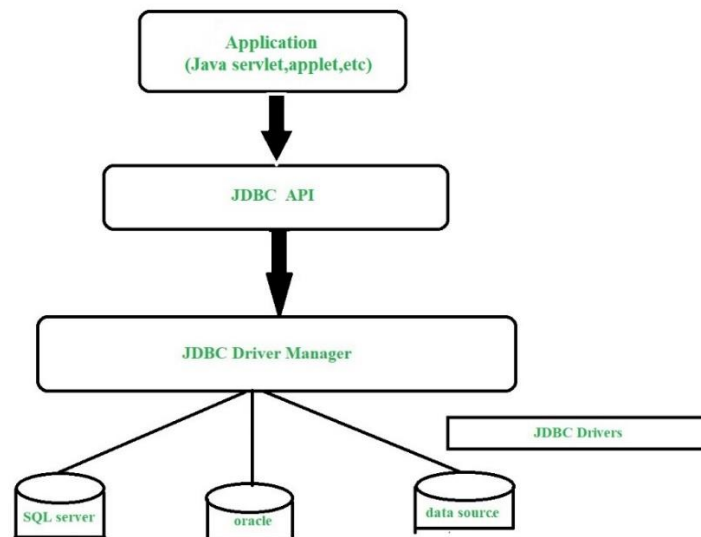 Application
(Java servlet,applet,etc)
JDBC API
JDBC Driver Manager
JDBC Drivers
SQL server
oracle
data source